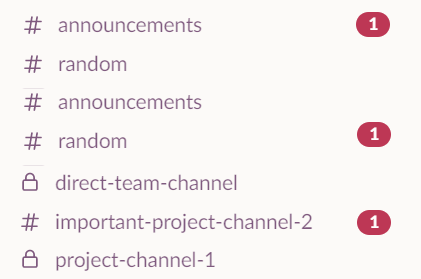 # announcements 1
# random
# announcements
# random 1
direct-team-channel
# important-project-channel-2 1
project-channel-1